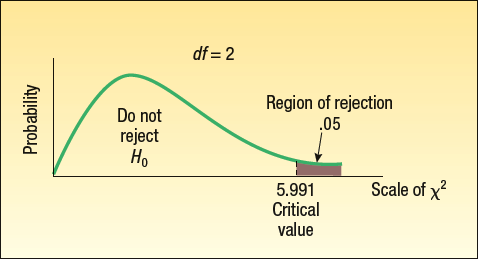 df = 2
Probability
Do not
reject
H₀
Region of rejection
.05
5.991
Critical
value
Scale of χ²